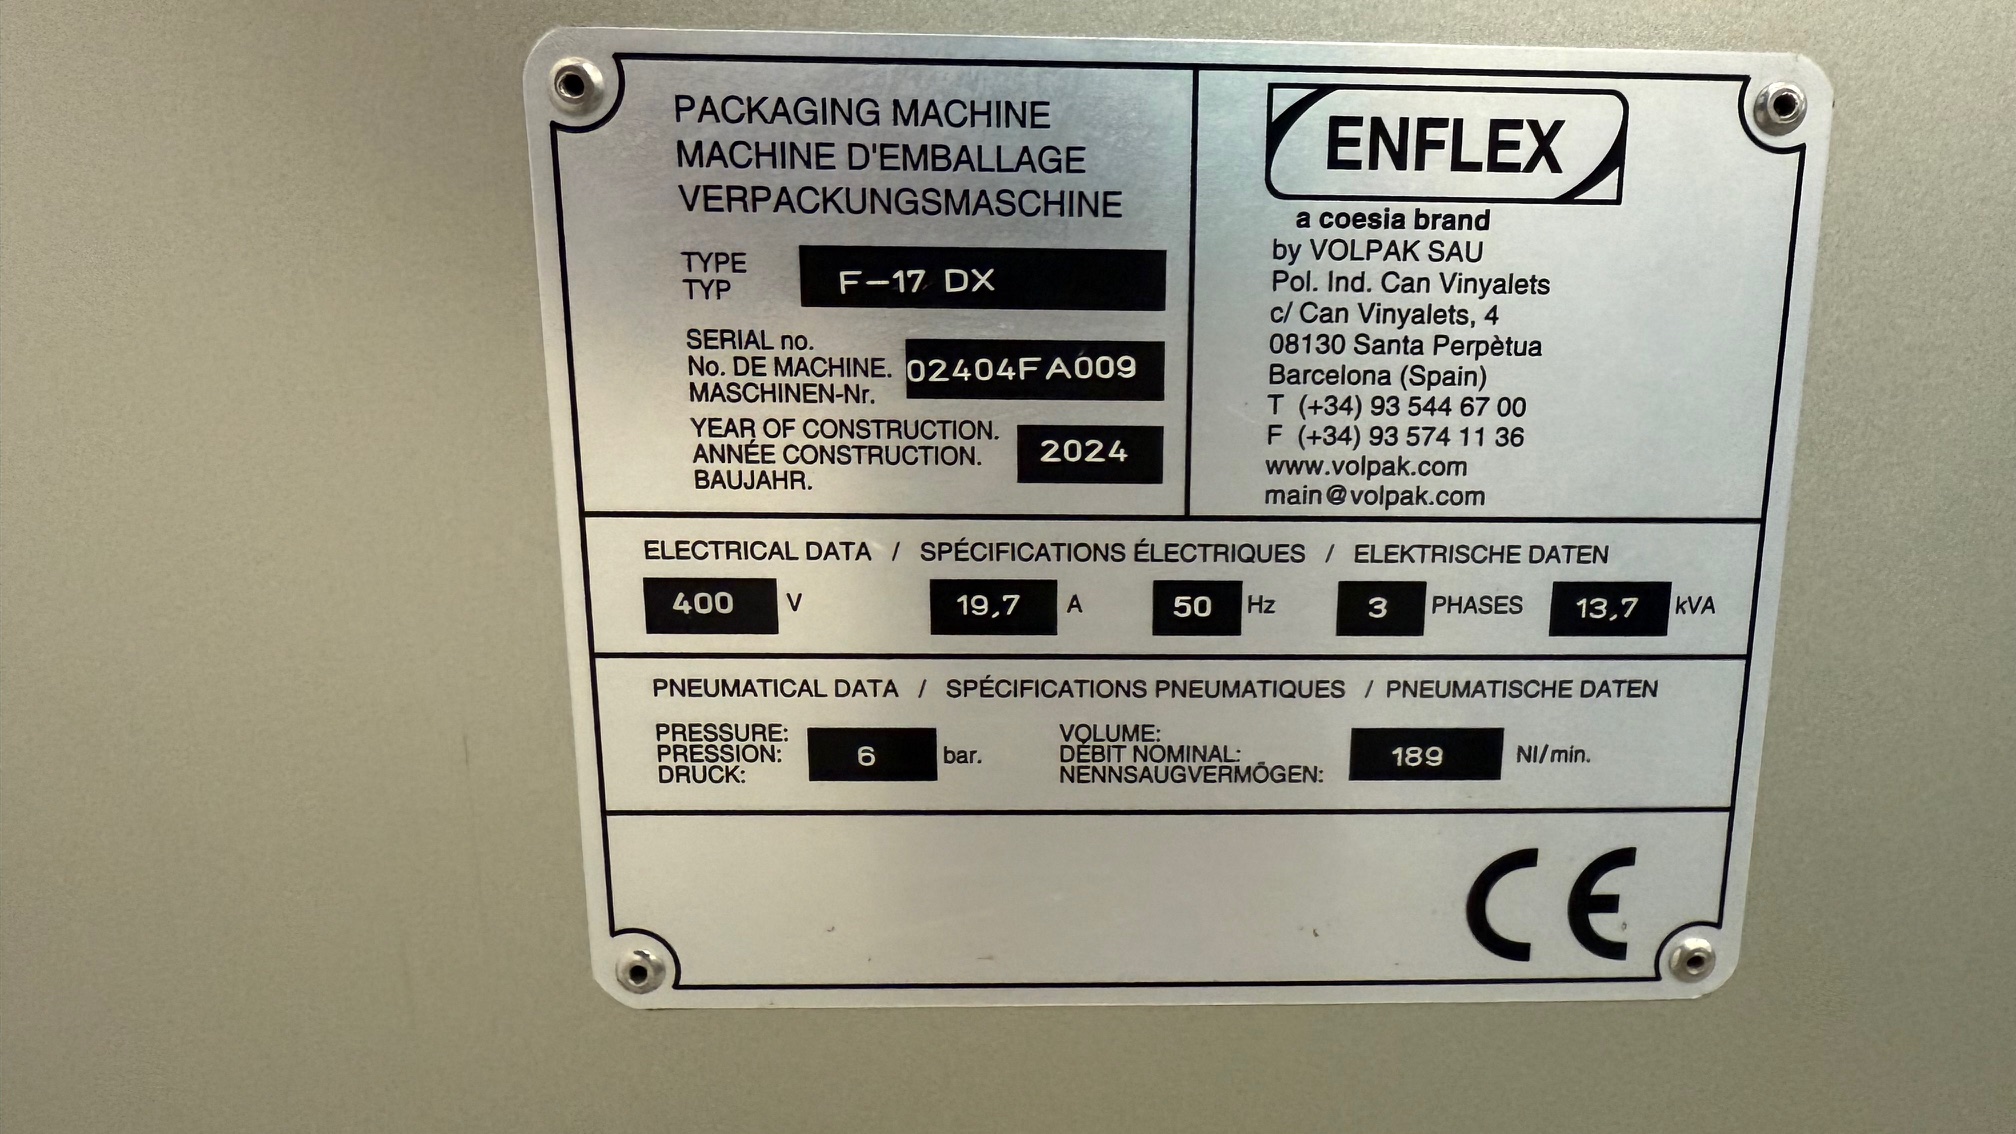 PACKAGING MACHINE
MACHINE D'EMBALLAGE
VERPACKUNGSMASCHINE
TYPE
TYP
F-17 DX
SERIAL no.
No. DE MACHINE.
MASCHINEN-Nr.
02404FA009
YEAR OF CONSTRUCTION.
ANNÉE CONSTRUCTION.
BAUJAHR.
2024
ENFLEX
a coesia brand
by VOLPAK SAU
Pol. Ind. Can Vinyalets
c/ Can Vinyalets, 4
08130 Santa Perpètua
Barcelona (Spain)
T (+34) 93 544 67 00
F (+34) 93 574 11 36
www.volpak.com
main@volpak.com
ELECTRICAL DATA / SPÉCIFICATIONS ÉLECTRIQUES / ELEKTRISCHE DATEN
400 V 19,7 A 50 Hz 3 PHASES 13,7 kVA
PNEUMATICAL DATA / SPÉCIFICATIONS PNEUMATIQUES / PNEUMATISCHE DATEN
PRESSURE:
PRESSION:
DRUCK:
6 bar.
VOLUME:
DÉBIT NOMINAL:
NENNSAUGVERMÖGEN:
189 Nl/min.
CE